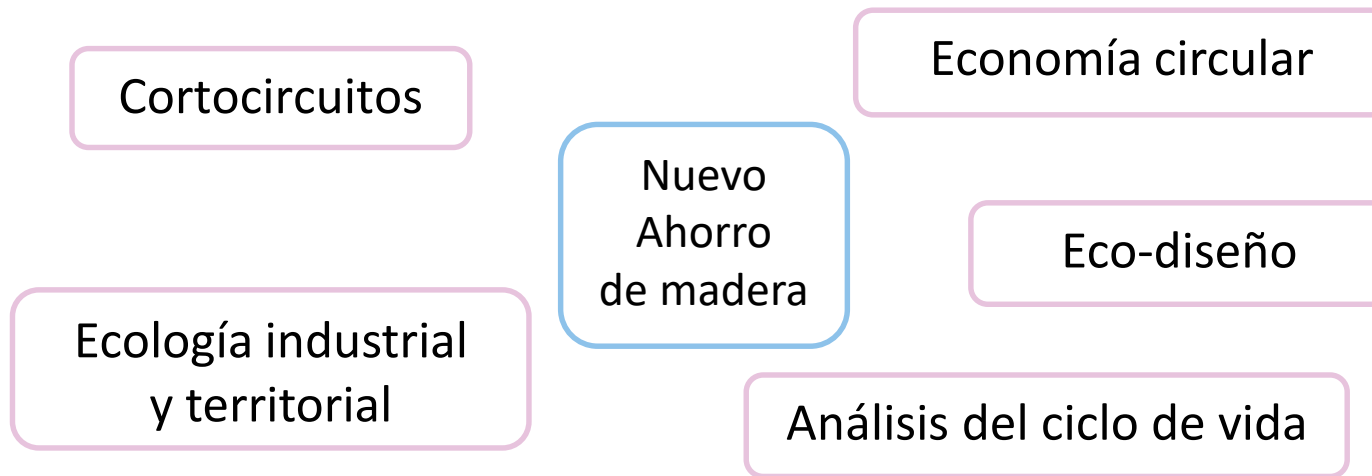 Economía circular
Cortocircuitos
Nuevo
Ahorro
de madera
Eco-diseño
Ecología industrial
y territorial
Análisis del ciclo de vida